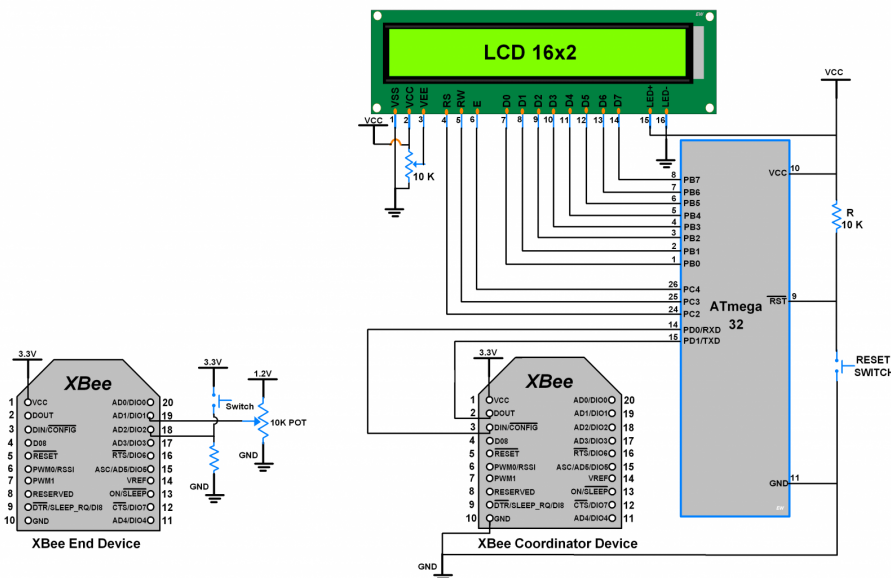 EW
LCD 16x2
VSS VCC VEE RS RW E D0 D1 D2 D3 D4 D5 D6 D7 LED+ LED-
1 2 3 4 5 6 7 8 9 10 11 12 13 14 15 16
VCC
10 K
VCC
8 PB7
7 PB6
6 PB5
5 PB4
4 PB3
3 PB2
2 PB1
1 PB0
26 PC4
25 PC3
24 PC2
14 PD0/RXD
15 PD1/TXD
VCC 10
ATmega
32
RST 9
GND 11
EW
R
10 K
RESET
SWITCH
3.3V
XBee
1 VCC
2 DOUT
3 DIN/CONFIG
4 D08
5 RESET
6 PWM0/RSSI
7 PWM1
8 RESERVED
9 DTR/SLEEP_RQ/DI8
10 GND
AD0/DIO0 20
AD1/DIO1 19
AD2/DIO2 18
AD3/DIO3 17
RTS/DIO6 16
ASC/AD5/DIO5 15
VREF 14
ON/SLEEP 13
CTS/DIO7 12
AD4/DIO4 11
XBee End Device
3.3V
Switch
GND
1.2V
10K POT
GND
3.3V
XBee
1 VCC
2 DOUT
3 DIN/CONFIG
4 D08
5 RESET
6 PWM0/RSSI
7 PWM1
8 RESERVED
9 DTR/SLEEP_RQ/DI8
10 GND
AD0/DIO0 20
AD1/DIO1 19
AD2/DIO2 18
AD3/DIO3 17
RTS/DIO6 16
ASC/AD5/DIO5 15
VREF 14
ON/SLEEP 13
CTS/DIO7 12
AD4/DIO4 11
XBee Coordinator Device
GND